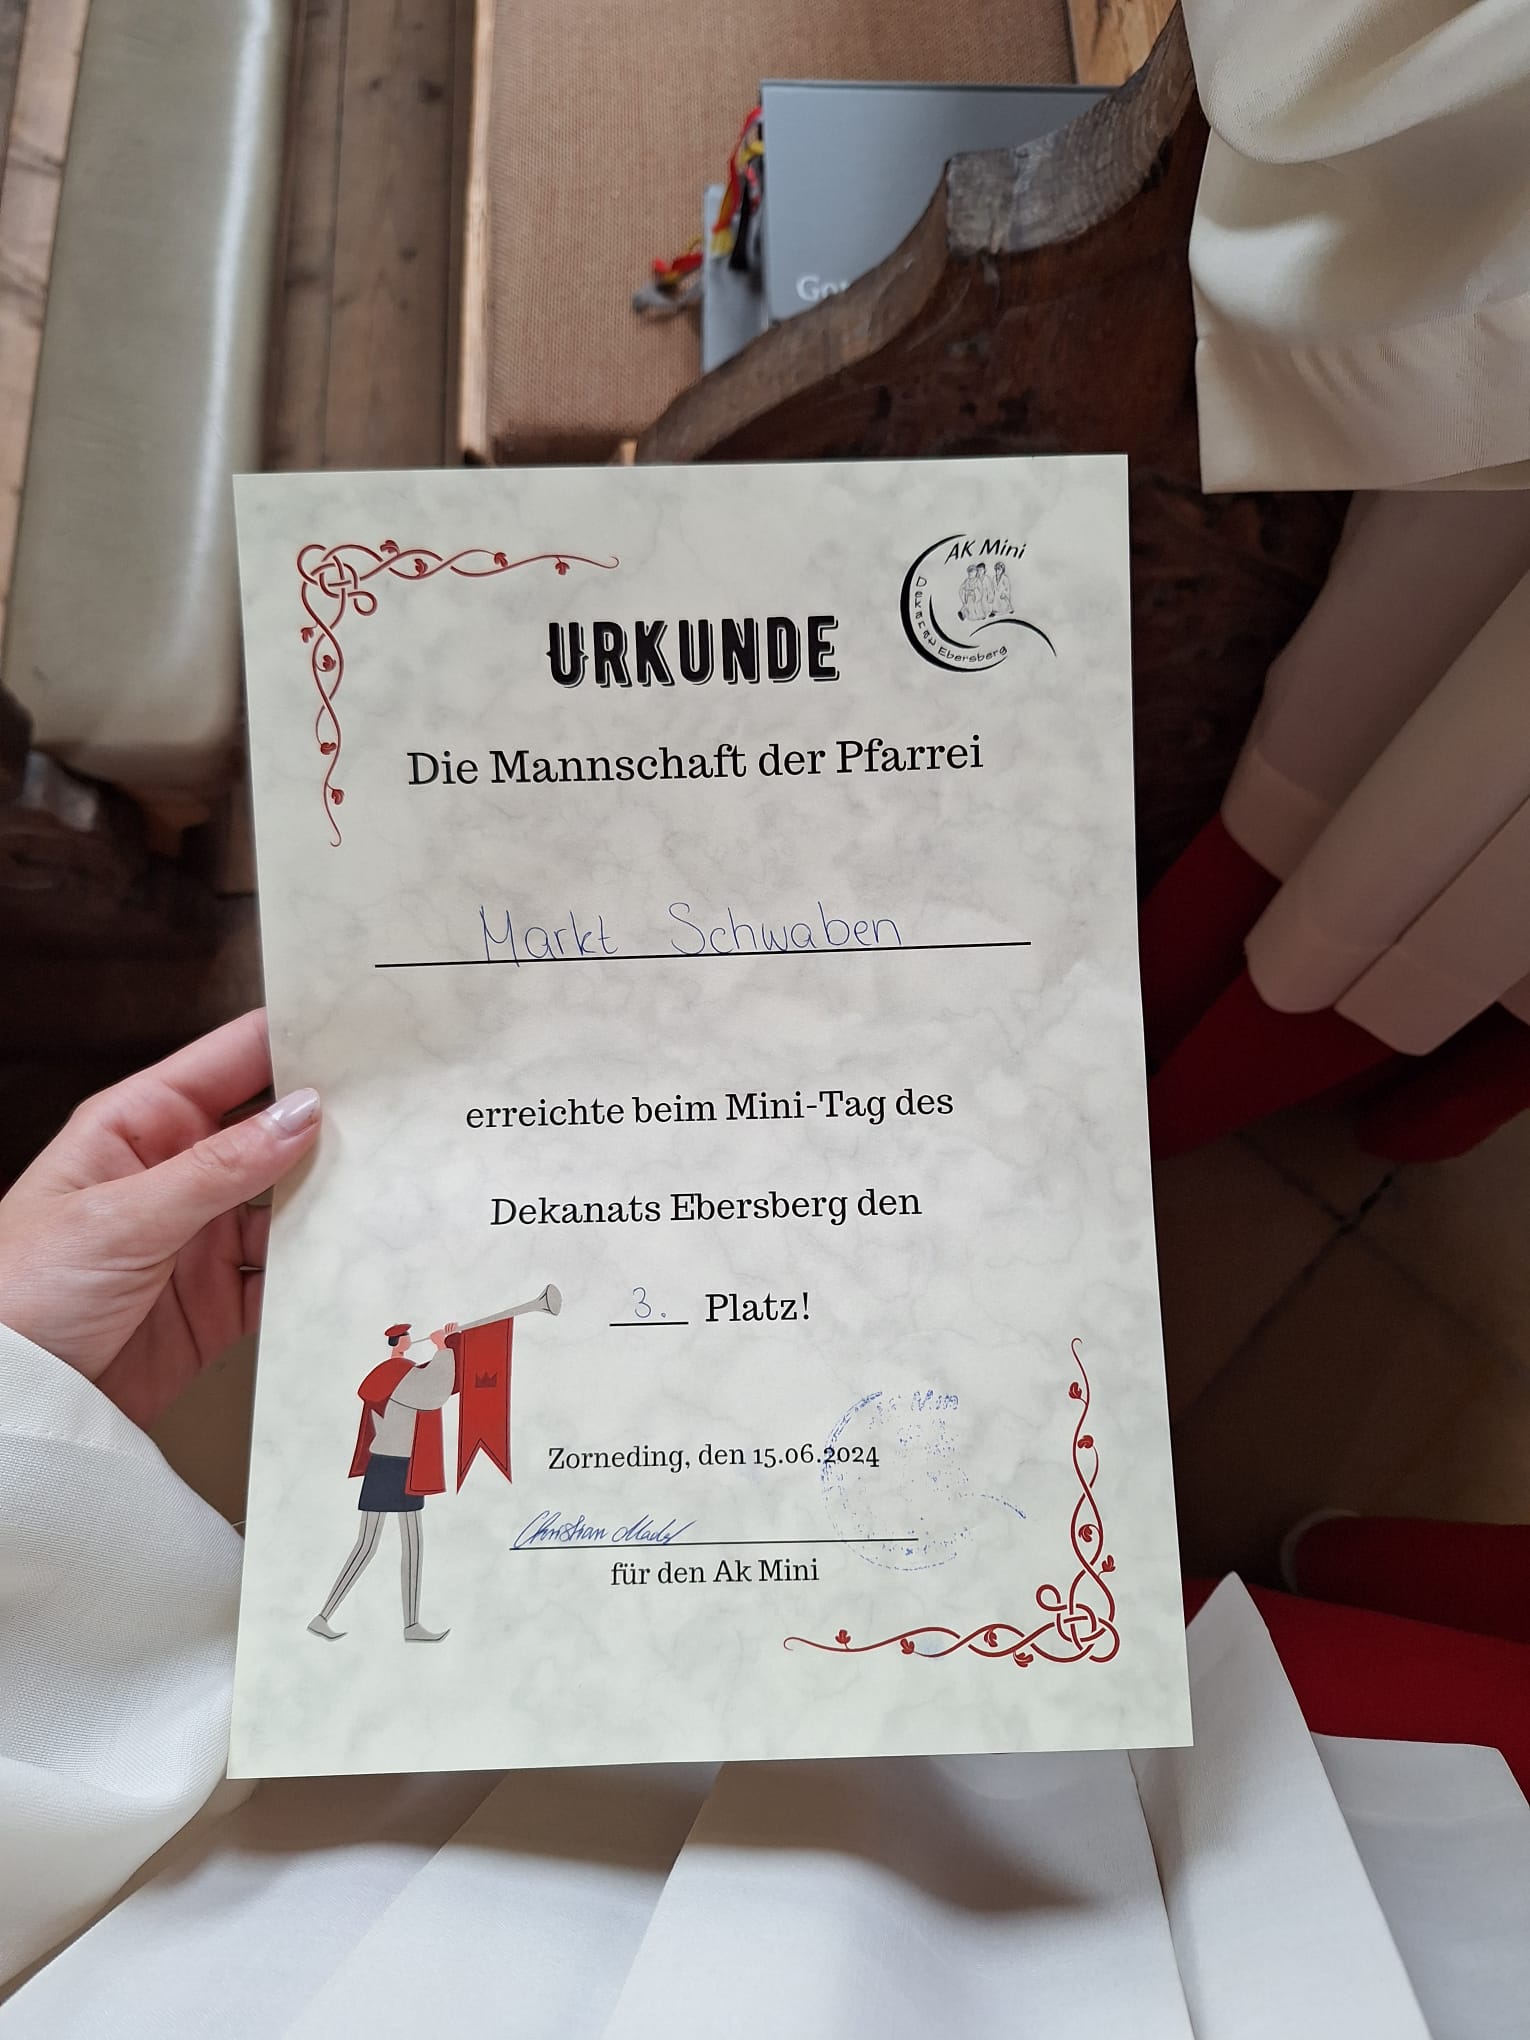 AK Mini
Dekanat Ebersberg
URKUNDE
Die Mannschaft der Pfarrei
Markt Schwaben
erreichte beim Mini-Tag des
Dekanats Ebersberg den
3. Platz!
Zorneding, den 15.06.2024
Christian
für den Ak Mini